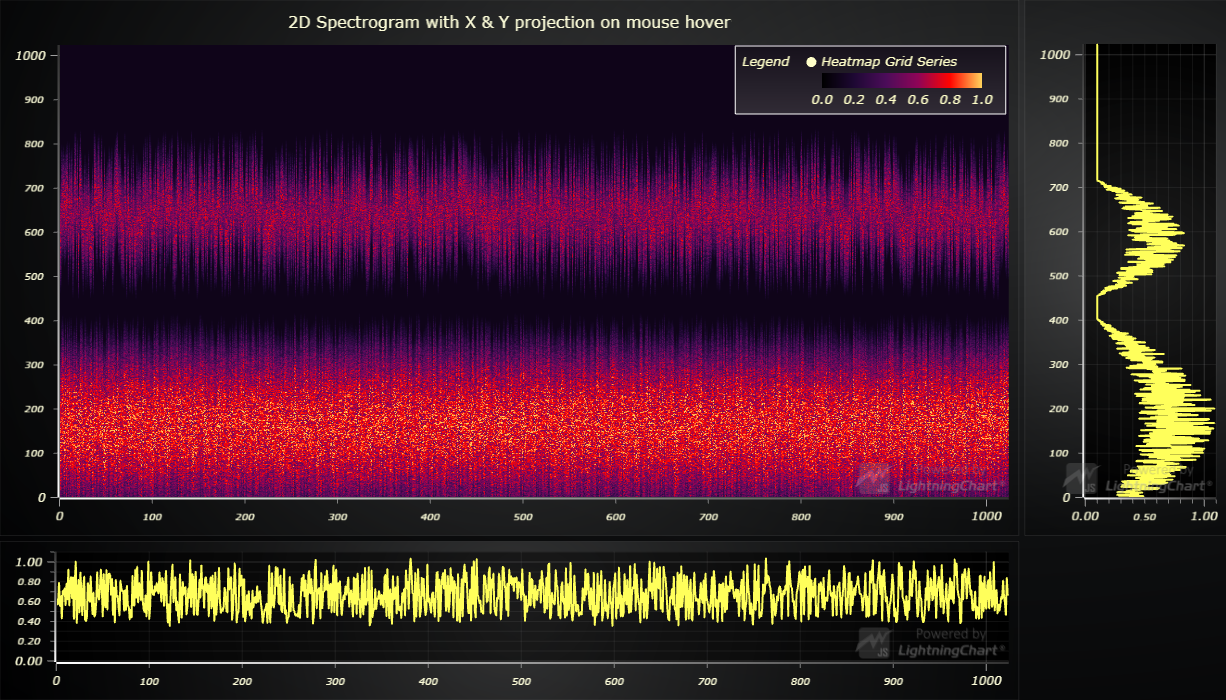 2D Spectrogram with X & Y projection on mouse hover
Legend Heatmap Grid Series
0.0 0.2 0.4 0.6 0.8 1.0
1000
900
800
700
600
500
400
300
200
100
0
0 100 200 300 400 500 600 700 800 900 1000
Powered by
LightningChart®
JS
1000
900
800
700
600
500
400
300
200
100
0
0.00 0.50 1.00
Powered by
LightningChart®
JS
1.00
0.80
0.60
0.40
0.20
0.00
0 100 200 300 400 500 600 700 800 900 1000
Powered by
LightningChart®
JS